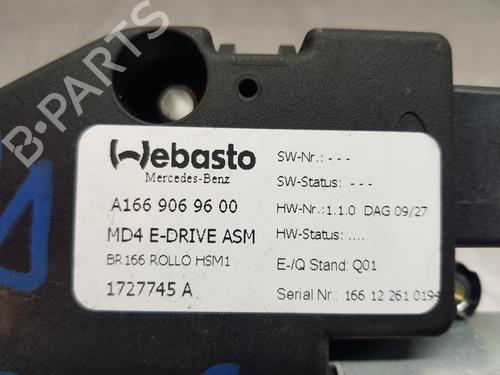 B-PARTS
Webasto
Mercedes-Benz
A166 906 96 00
MD4 E-DRIVE ASM
BR166 ROLLO HSM1
1727745 A
SW-Nr.: - - -
SW-Status: - - -
HW-Nr.:1.1.0 DAG 09/27
HW-Status: ....
E-/Q Stand: Q01
Serial Nr.: 166 12 261 0194